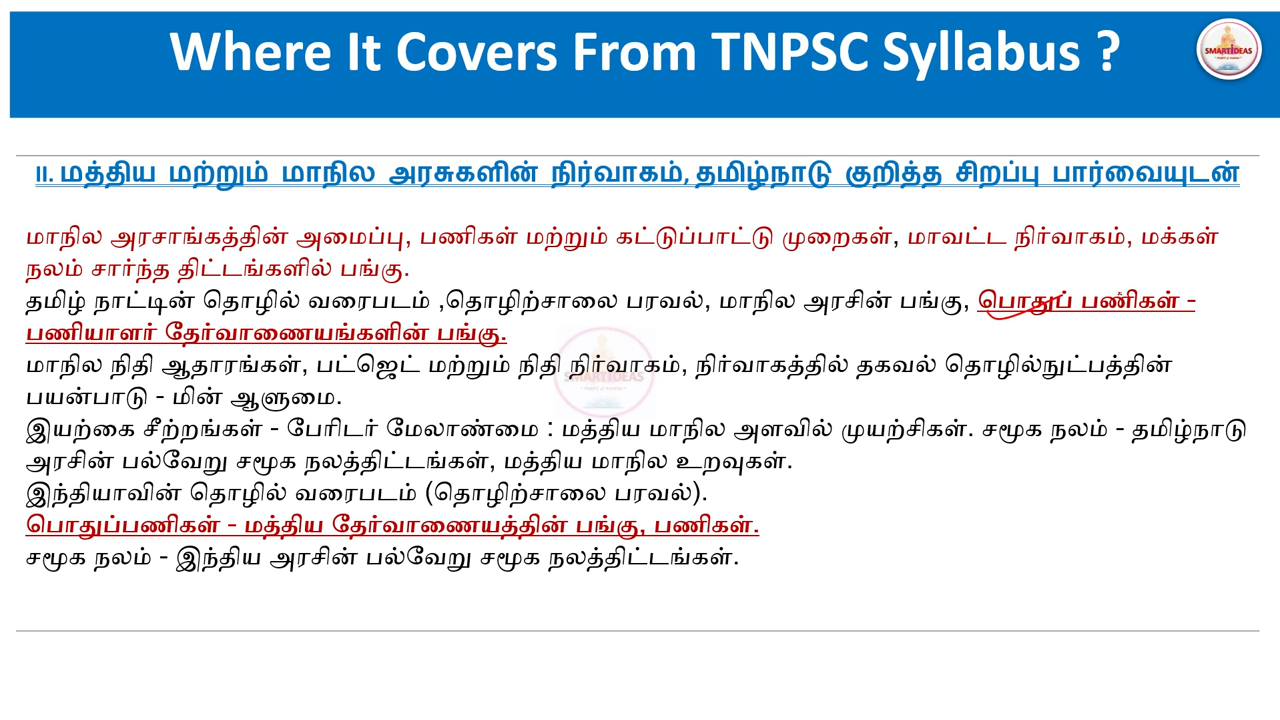 Where It Covers From TNPSC Syllabus ?
SMARTIDEAS
II. மத்திய மற்றும் மாநில அரசுகளின் நிர்வாகம், தமிழ்நாடு குறித்த சிறப்பு பார்வையுடன்
மாநில அரசாங்கத்தின் அமைப்பு, பணிகள் மற்றும் கட்டுப்பாட்டு முறைகள், மாவட்ட நிர்வாகம், மக்கள்
நலம் சார்ந்த திட்டங்களில் பங்கு.
தமிழ் நாட்டின் தொழில் வரைபடம் ,தொழிற்சாலை பரவல், மாநில அரசின் பங்கு, பொதுப் பணிகள் -
பணியாளர் தேர்வாணையங்களின் பங்கு.
மாநில நிதி ஆதாரங்கள், பட்ஜெட் மற்றும் நிதி நிர்வாகம், நிர்வாகத்தில் தகவல் தொழில்நுட்பத்தின்
பயன்பாடு - மின் ஆளுமை.
SMARTIDEAS
இயற்கை சீற்றங்கள் - பேரிடர் மேலாண்மை : மத்திய மாநில அளவில் முயற்சிகள். சமூக நலம் - தமிழ்நாடு
அரசின் பல்வேறு சமூக நலத்திட்டங்கள், மத்திய மாநில உறவுகள்.
இந்தியாவின் தொழில் வரைபடம் (தொழிற்சாலை பரவல்).
பொதுப்பணிகள் - மத்திய தேர்வாணையத்தின் பங்கு, பணிகள்.
சமூக நலம் - இந்திய அரசின் பல்வேறு சமூக நலத்திட்டங்கள்.